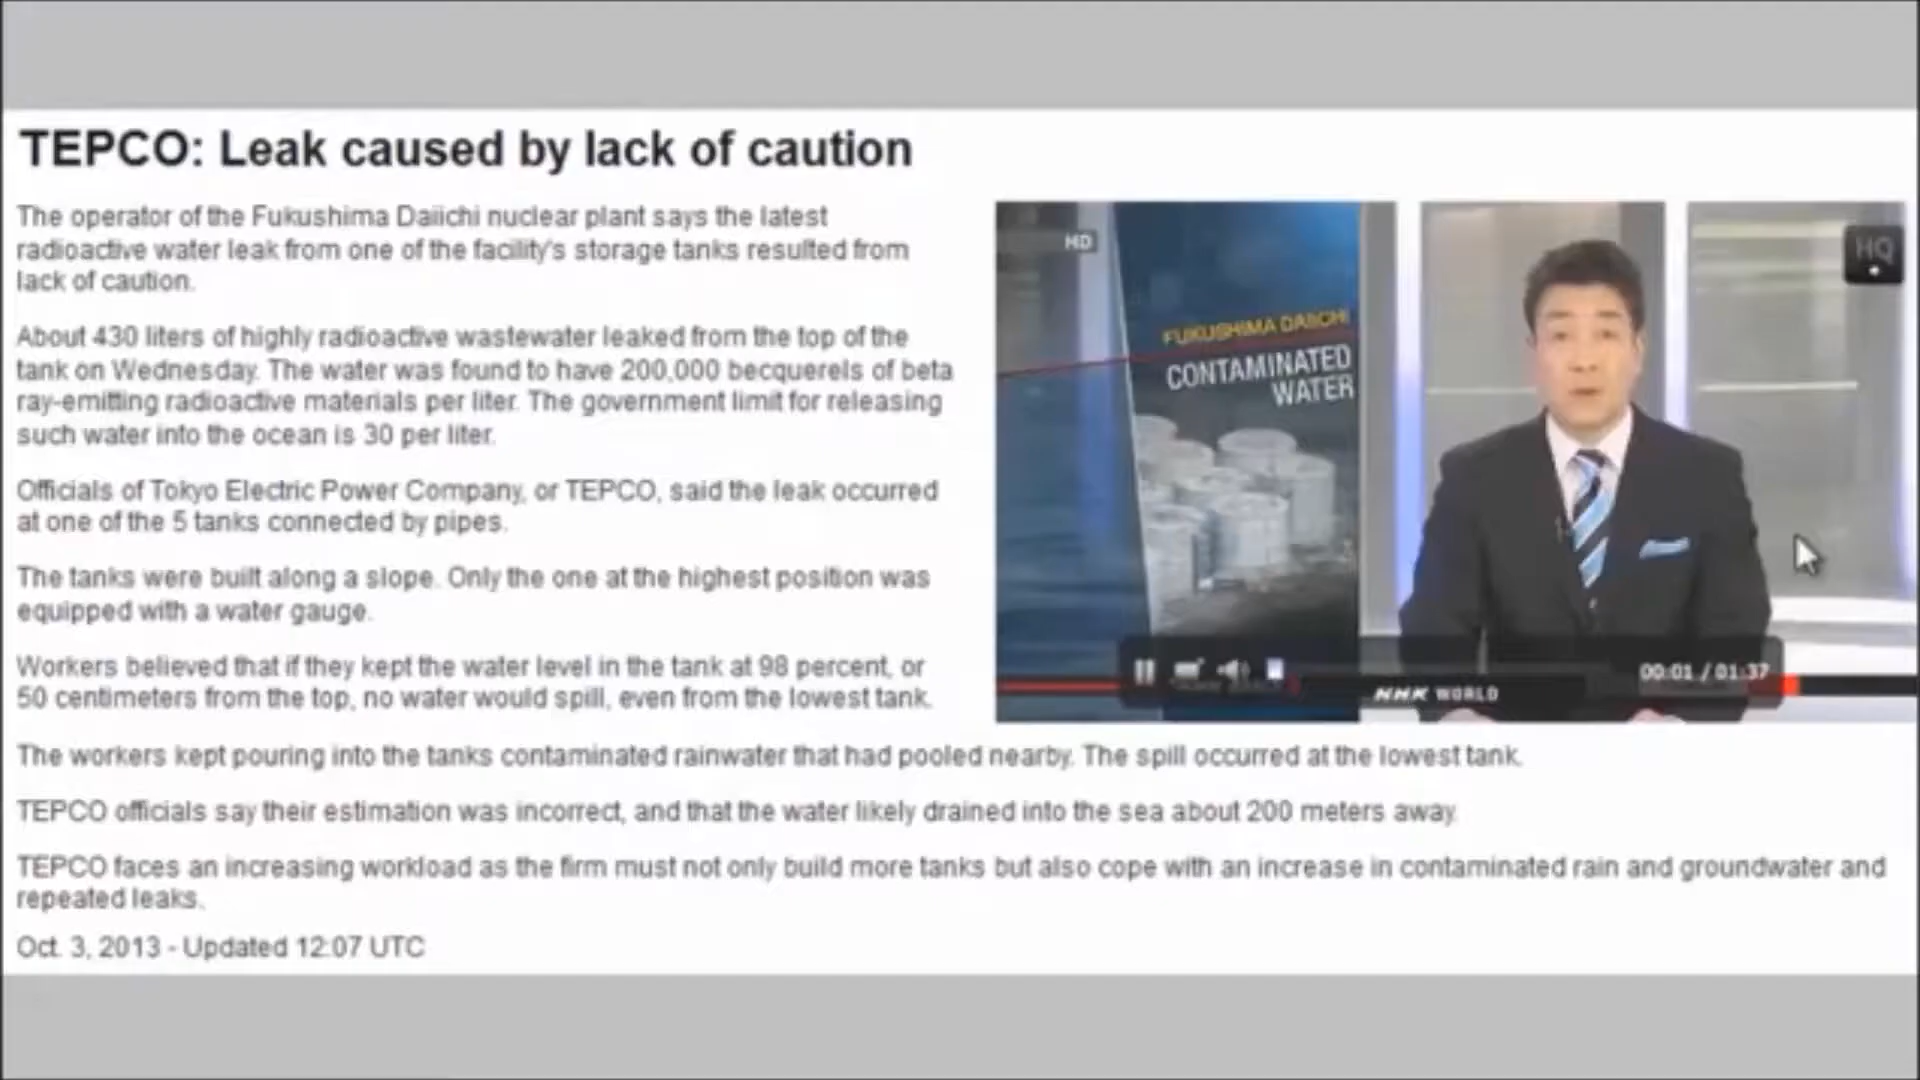 TEPCO: Leak caused by lack of caution
The operator of the Fukushima Daiichi nuclear plant says the latest
radioactive water leak from one of the facility's storage tanks resulted from
lack of caution.
About 430 liters of highly radioactive wastewater leaked from the top of the
tank on Wednesday. The water was found to have 200,000 becquerels of beta
ray-emitting radioactive materials per liter. The government limit for releasing
such water into the ocean is 30 per liter.
Officials of Tokyo Electric Power Company, or TEPCO, said the leak occurred
at one of the 5 tanks connected by pipes.
The tanks were built along a slope. Only the one at the highest position was
equipped with a water gauge.
Workers believed that if they kept the water level in the tank at 98 percent, or
50 centimeters from the top, no water would spill, even from the lowest tank.
The workers kept pouring into the tanks contaminated rainwater that had pooled nearby. The spill occurred at the lowest tank.
TEPCO officials say their estimation was incorrect, and that the water likely drained into the sea about 200 meters away.
TEPCO faces an increasing workload as the firm must not only build more tanks but also cope with an increase in contaminated rain and groundwater and
repeated leaks.
Oct. 3, 2013 - Updated 12:07 UTC
HD
HQ
FUKUSHIMA DAIICHI
CONTAMINATED
WATER
00:01 / 01:37
NHK WORLD